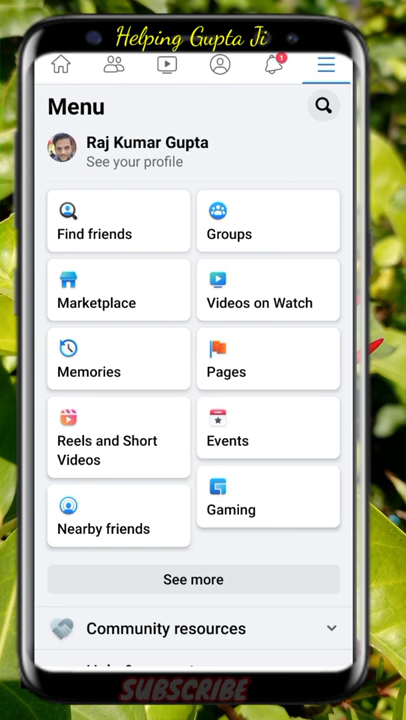 Helping Gupta Ji
1
Menu
Raj Kumar Gupta
See your profile
Find friends
Groups
Marketplace
Videos on Watch
Memories
Pages
Reels and Short
Videos
Events
Nearby friends
Gaming
See more
Community resources
SUBSCRIBE